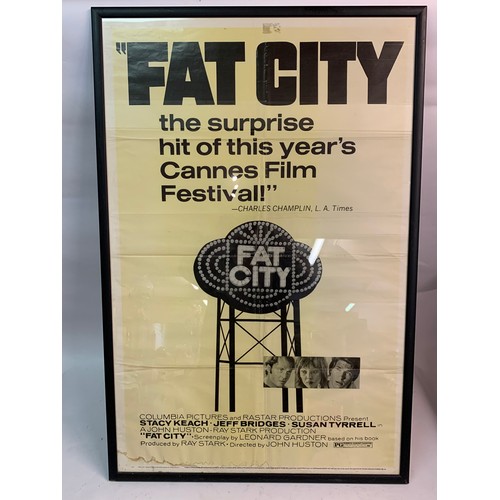 "FAT CITY
the surprise
hit of this year's
Cannes Film
Festival!"
—CHARLES CHAMPLIN, L. A. Times
FAT
CITY
COLUMBIA PICTURES and RASTAR PRODUCTIONS Present
STACY KEACH · JEFF BRIDGES · SUSAN TYRRELL in
A JOHN HUSTON - RAY STARK PRODUCTION
"FAT CITY" · Screenplay by LEONARD GARDNER based on his book
Produced by RAY STARK · Directed by JOHN HUSTON PG